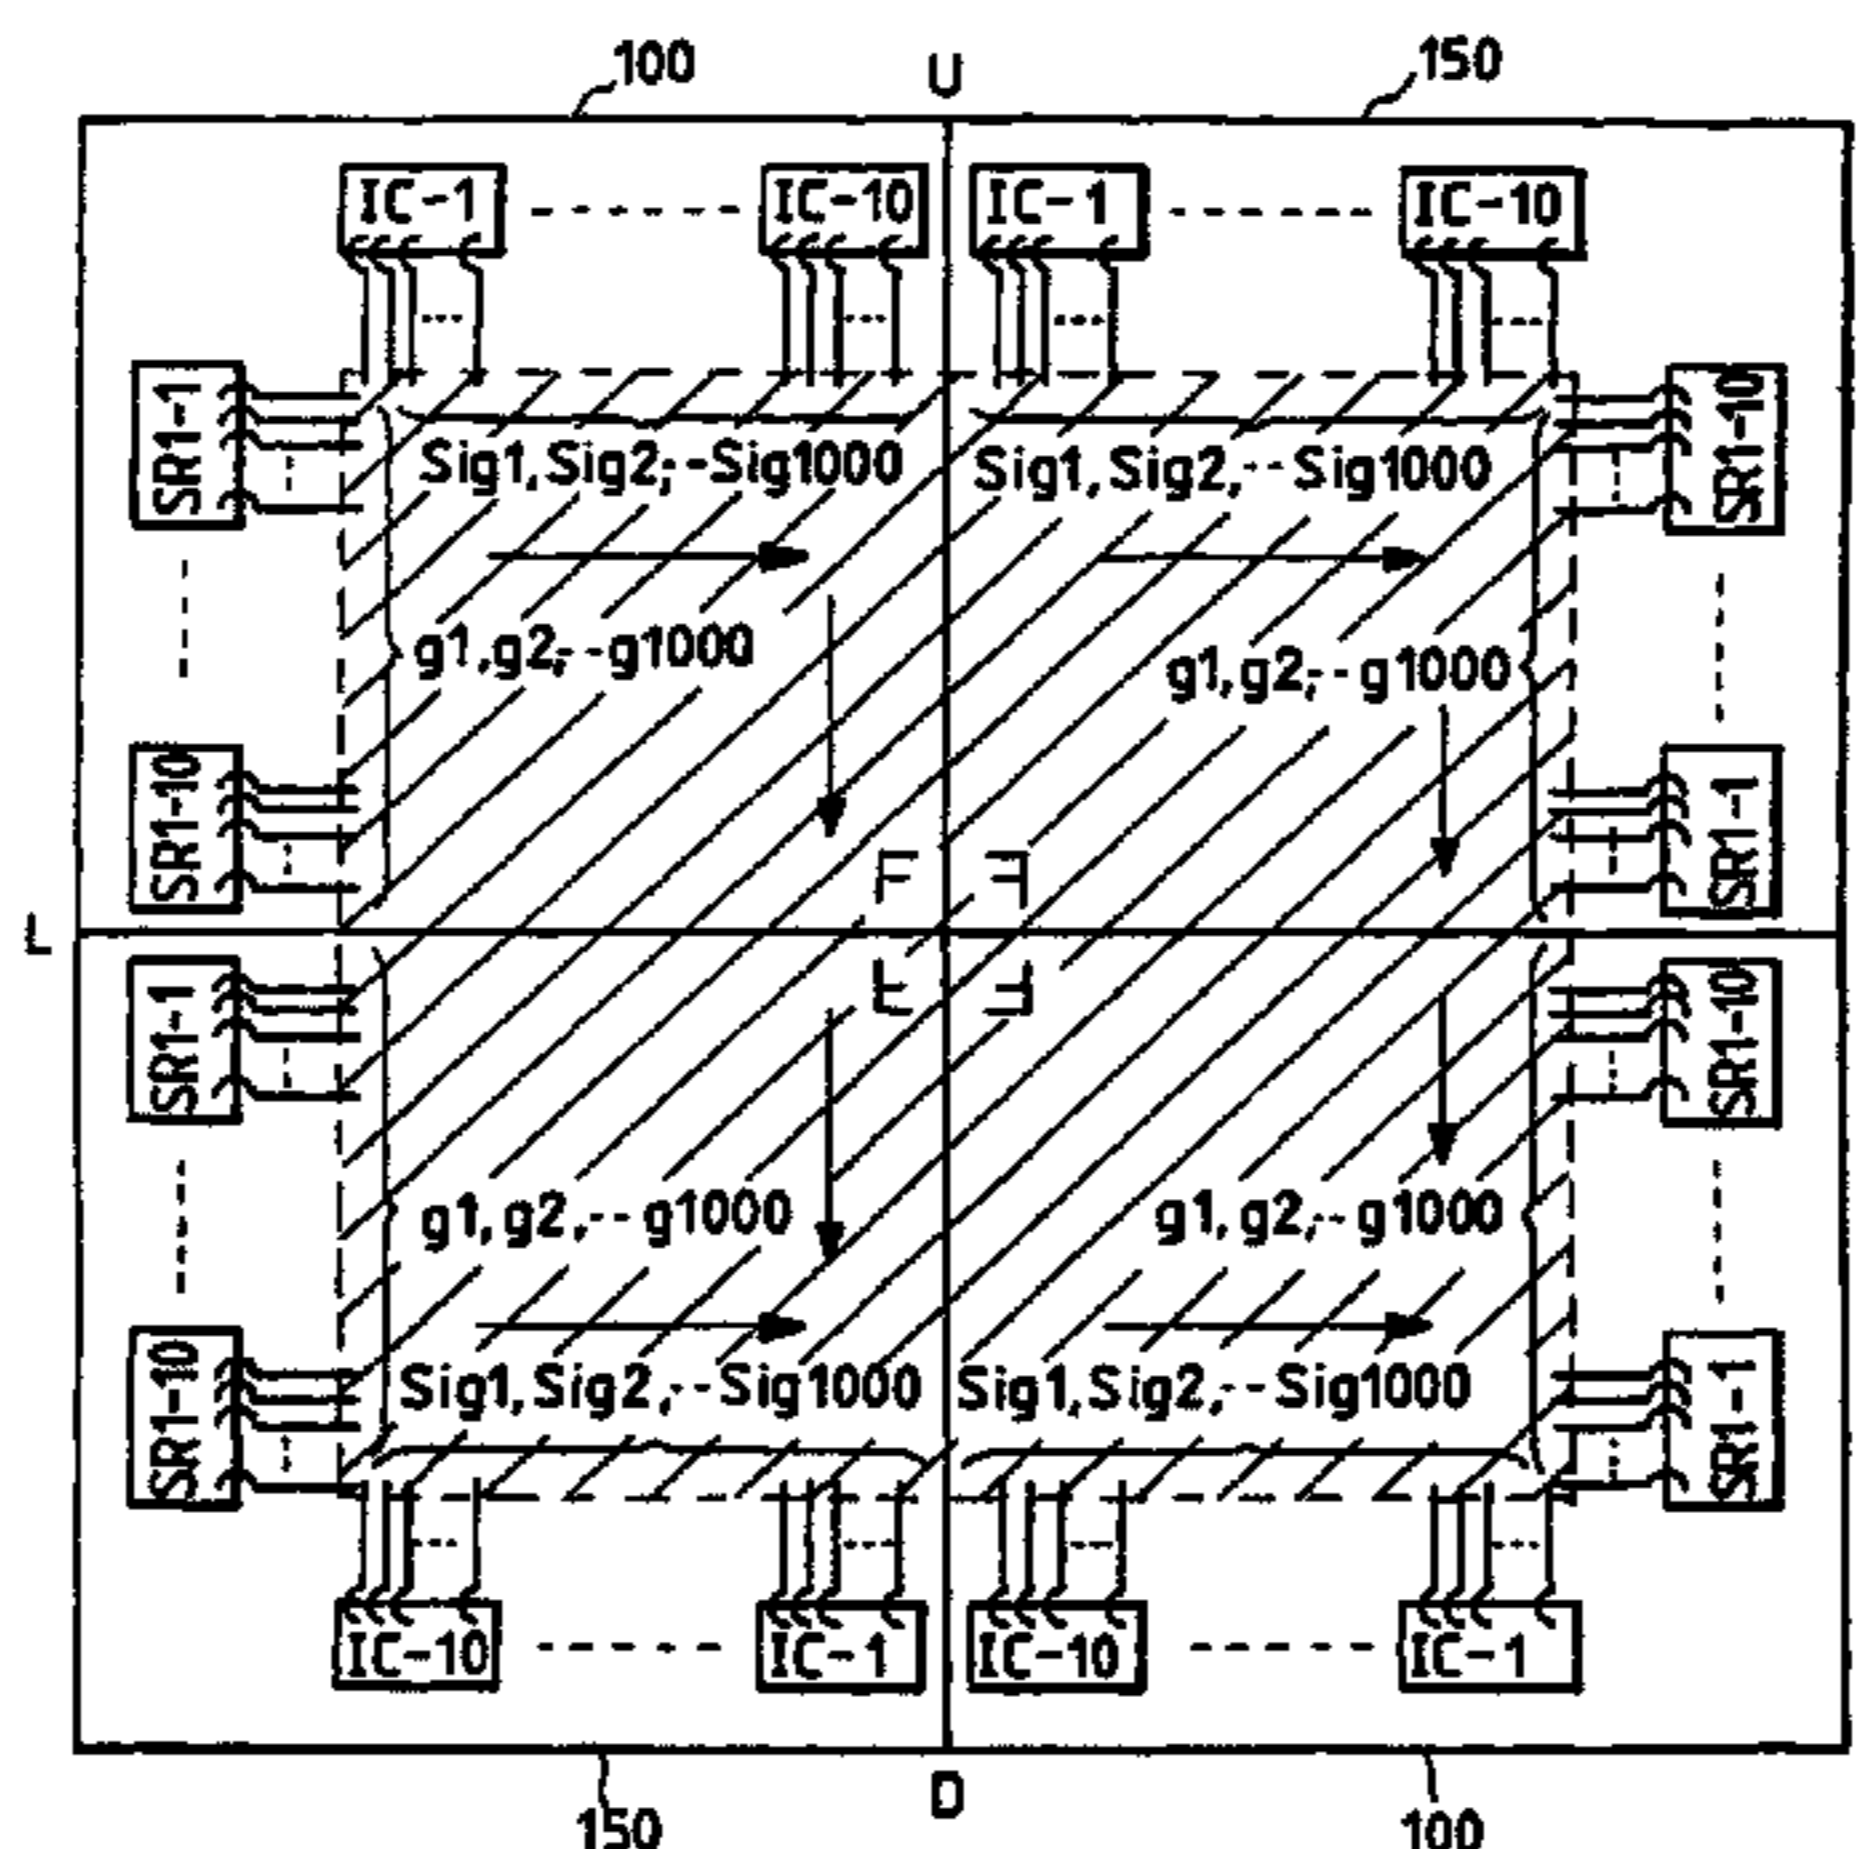 100 U 150
IC-1 IC-10 IC-1 IC-10
SR1-1 SR1-10
Sig1,Sig2,--Sig1000 Sig1,Sig2,--Sig1000
g1,g2,--g1000 g1,g2,--g1000
SR1-10 SR1-1
F F
L
F F
SR1-1 SR1-10
g1,g2,--g1000 g1,g2,--g1000
SR1-10 SR1-1
Sig1,Sig2,--Sig1000 Sig1,Sig2,--Sig1000
IC-10 IC-1 IC-10 IC-1
150 D 100